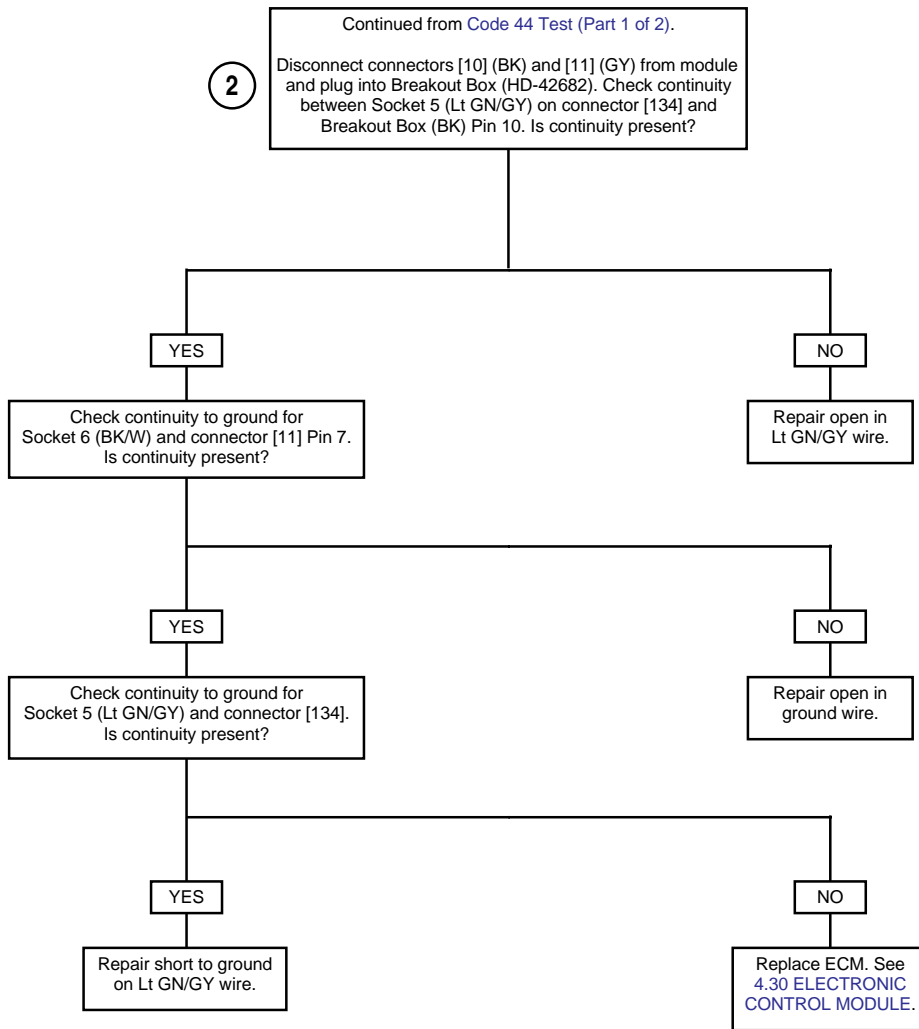 Continued from Code 44 Test (Part 1 of 2).
2
Disconnect connectors [10] (BK) and [11] (GY) from module
and plug into Breakout Box (HD-42682). Check continuity
between Socket 5 (Lt GN/GY) on connector [134] and
Breakout Box (BK) Pin 10. Is continuity present?
YES
NO
Check continuity to ground for
Socket 6 (BK/W) and connector [11] Pin 7.
Is continuity present?
Repair open in
Lt GN/GY wire.
YES
NO
Check continuity to ground for
Socket 5 (Lt GN/GY) and connector [134].
Is continuity present?
Repair open in
ground wire.
YES
NO
Repair short to ground
on Lt GN/GY wire.
Replace ECM. See
4.30 ELECTRONIC
CONTROL MODULE.